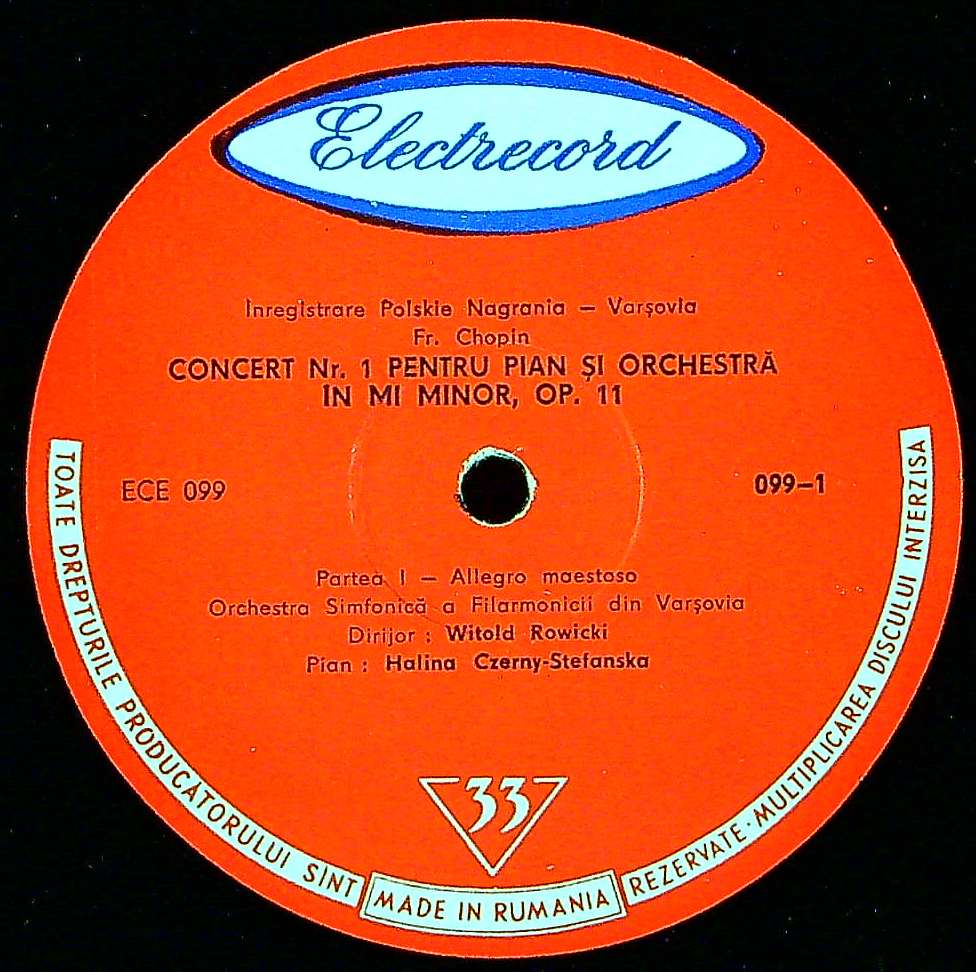 Electrecord
Inregistrare Polskie Nagrania – Varşovia
Fr. Chopin
CONCERT Nr. 1 PENTRU PIAN ŞI ORCHESTRĂ
ÎN MI MINOR, OP. 11
ECE 099
099–1
Partea I – Allegro maestoso
Orchestra Simfonică a Filarmonicii din Varşovia
Dirijor : Witold Rowicki
Pian : Halina Czerny-Stefanska
33
TOATE DREPTURILE PRODUCATORULUI SINT
MADE IN RUMANIA
REZERVATE · MULTIPLICAREA DISCULUI INTERZISA